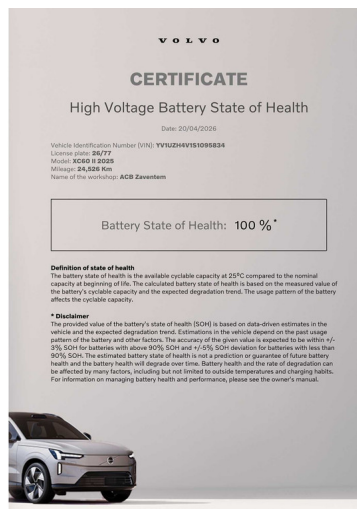 VOLVO
CERTIFICATE
High Voltage Battery State of Health
Date: 20/04/2026
Vehicle Identification Number (VIN): YV1UZH4V1S1095834
License plate: 26/77
Model: XC60 II 2025
Mileage: 24,526 Km
Name of the workshop: ACB Zaventem
Battery State of Health: 100 %*
Definition of state of health
The battery state of health is the available cyclable capacity at 25°C compared to the nominal
capacity at beginning of life. The calculated battery state of health is based on the measured value of
the battery's cyclable capacity and the expected degradation trend. The usage pattern of the battery
affects the cyclable capacity.
* Disclaimer
The provided value of the battery's state of health (SOH) is based on data-driven estimates in the
vehicle and the expected degradation trend. Estimations in the vehicle depend on the past usage
pattern of the battery and other factors. The accuracy of the given value is expected to be within +/-
3% SOH for batteries with above 90% SOH and +/-5% SOH deviation for batteries with less than
90% SOH. The estimated battery state of health is not a prediction or guarantee of future battery
health and the battery health will degrade over time. Battery health and the rate of degradation can
be affected by many factors, including but not limited to outside temperatures and charging habits.
For information on managing battery health and performance, please see the owner's manual.